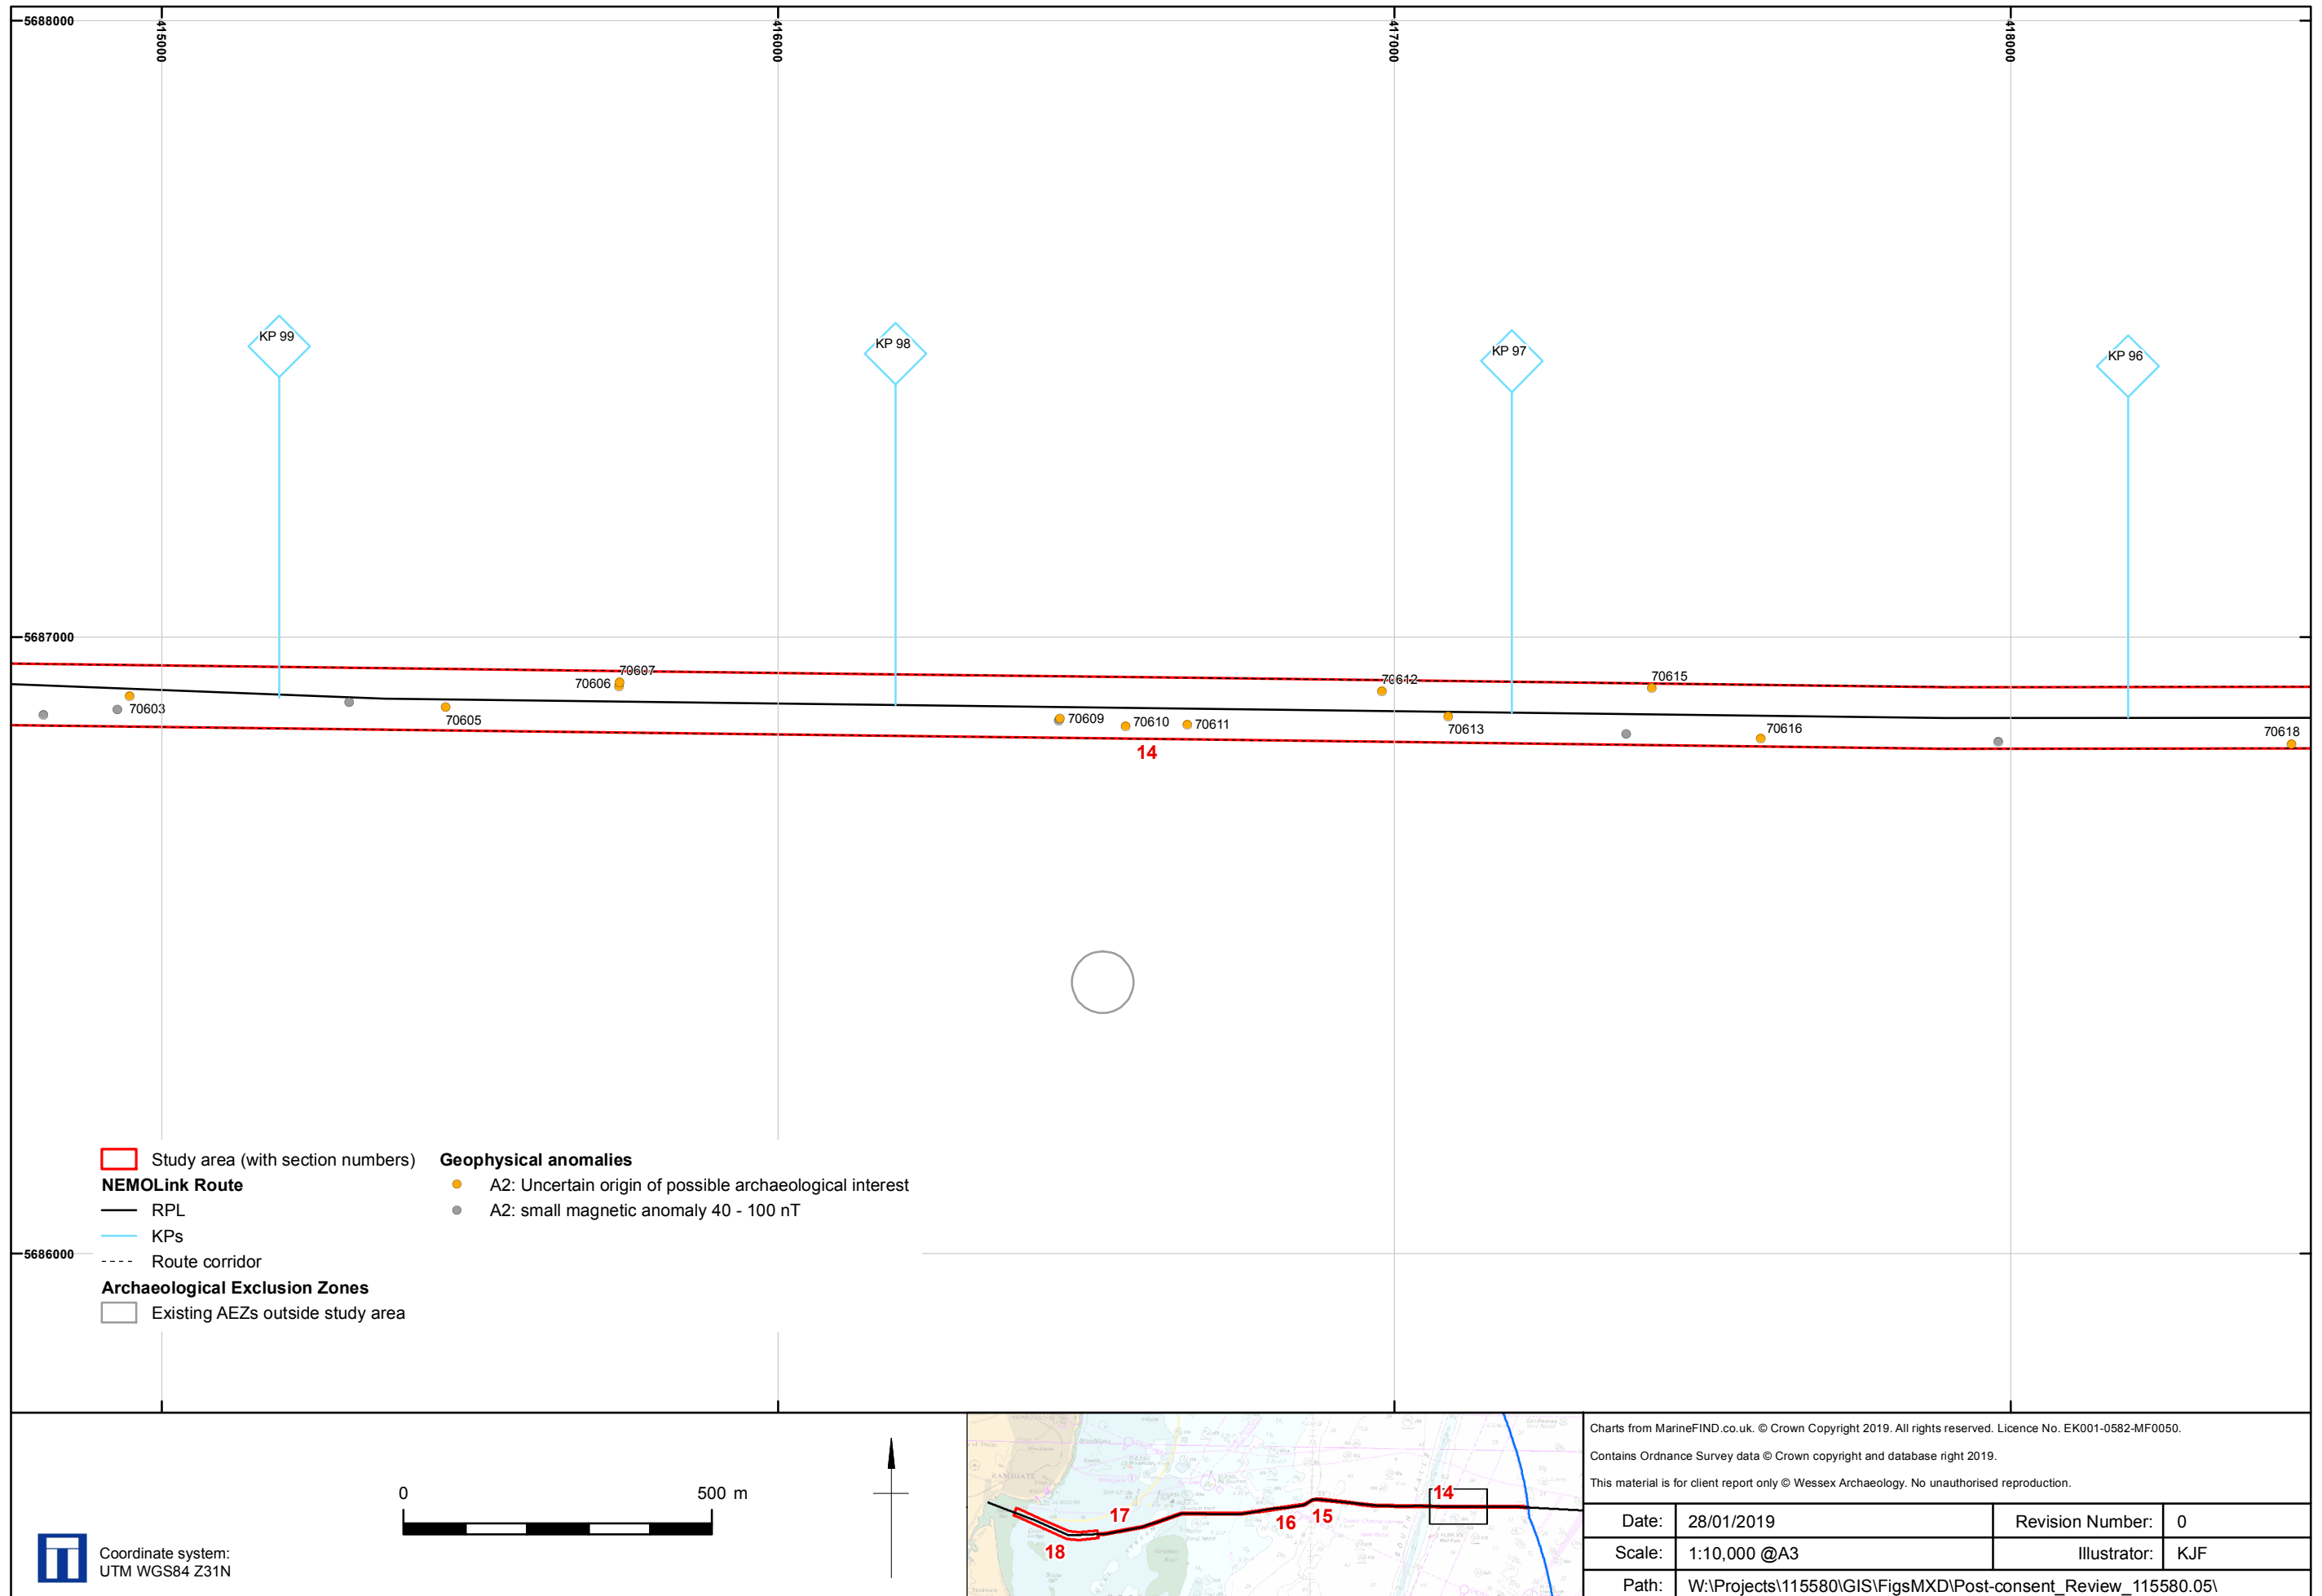 5688000
415000
416000
417000
418000
KP 99
KP 98
KP 97
KP 96
5687000
70607
70606
70612
70615
70603
70605
70609
70610
70611
70613
70616
70618
14
5686000
Study area (with section numbers)
NEMOLink Route
RPL
KPs
Route corridor
Archaeological Exclusion Zones
Existing AEZs outside study area
Geophysical anomalies
A2: Uncertain origin of possible archaeological interest
A2: small magnetic anomaly 40 - 100 nT
0 500 m
Coordinate system:
UTM WGS84 Z31N
14
17
16
15
18
Charts from MarineFIND.co.uk. © Crown Copyright 2019. All rights reserved. Licence No. EK001-0582-MF0050.
Contains Ordnance Survey data © Crown copyright and database right 2019.
This material is for client report only © Wessex Archaeology. No unauthorised reproduction.
Date: 28/01/2019 Revision Number: 0
Scale: 1:10,000 @A3 Illustrator: KJF
Path: W:\Projects\115580\GIS\FigsMXD\Post-consent_Review_115580.05\